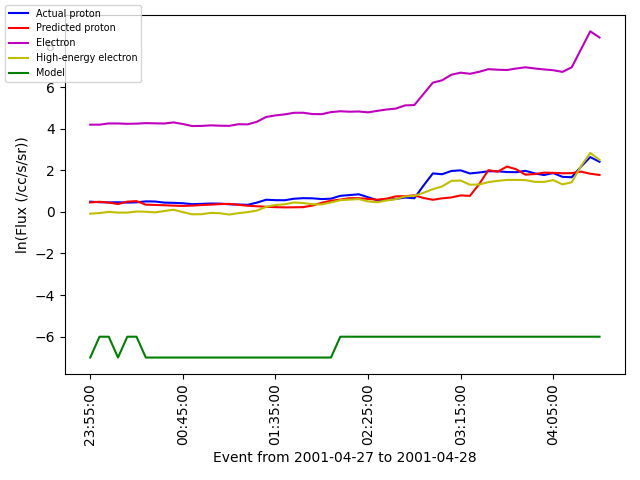 Actual proton
Predicted proton
Electron
High-energy electron
Model
8
6
4
2
0
−2
−4
−6
ln(Flux (/cc/s/sr))
23:55:00
00:45:00
01:35:00
02:25:00
03:15:00
04:05:00
Event from 2001-04-27 to 2001-04-28